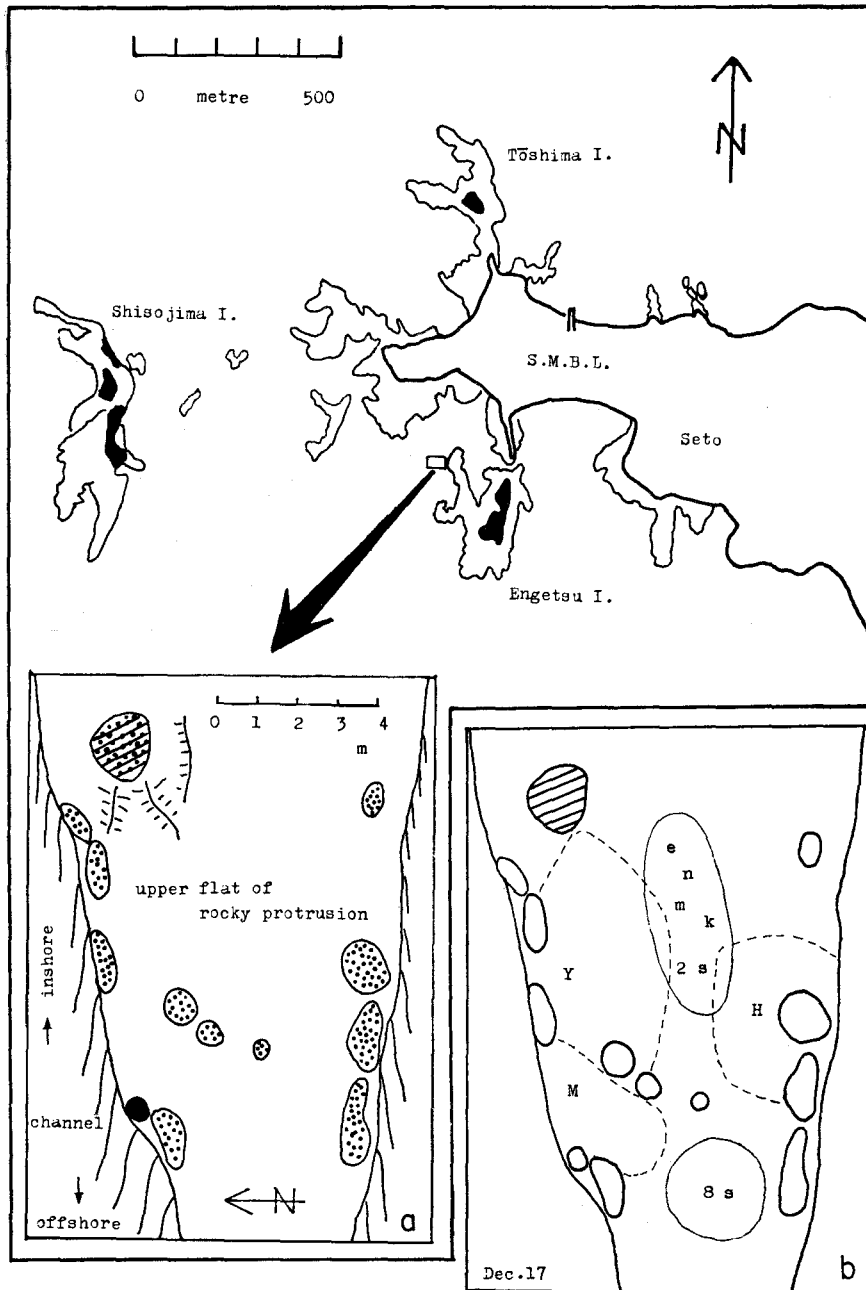 0 metre 500
N
Tōshima I.
Shisojima I.
S.M.B.L.
Seto
Engetsu I.
0 1 2 3 4
m
upper flat of
rocky protrusion
inshore
channel
offshore
N
a
e
n
m
k
2 s
Y
H
M
8 s
Dec.17
b